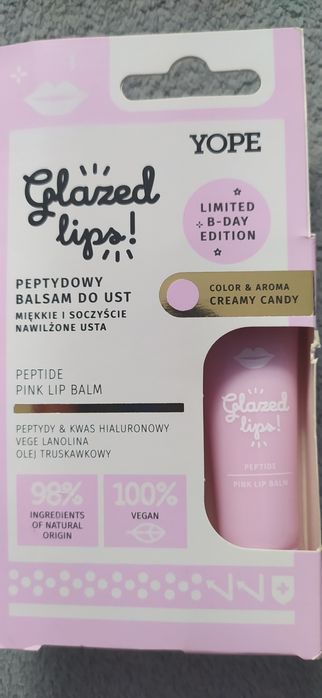 YOPE
Glazed
lips!
LIMITED
B-DAY
EDITION
PEPTYDOWY
BALSAM DO UST
MIĘKKIE I SOCZYŚCIE
NAWILŻONE USTA
COLOR & AROMA
CREAMY CANDY
PEPTIDE
PINK LIP BALM
PEPTYDY & KWAS HIALURONOWY
VEGE LANOLINA
OLEJ TRUSKAWKOWY
98%
INGREDIENTS
OF NATURAL
ORIGIN
100%
VEGAN
Glazed
lips!
PEPTIDE
PINK LIP BALM